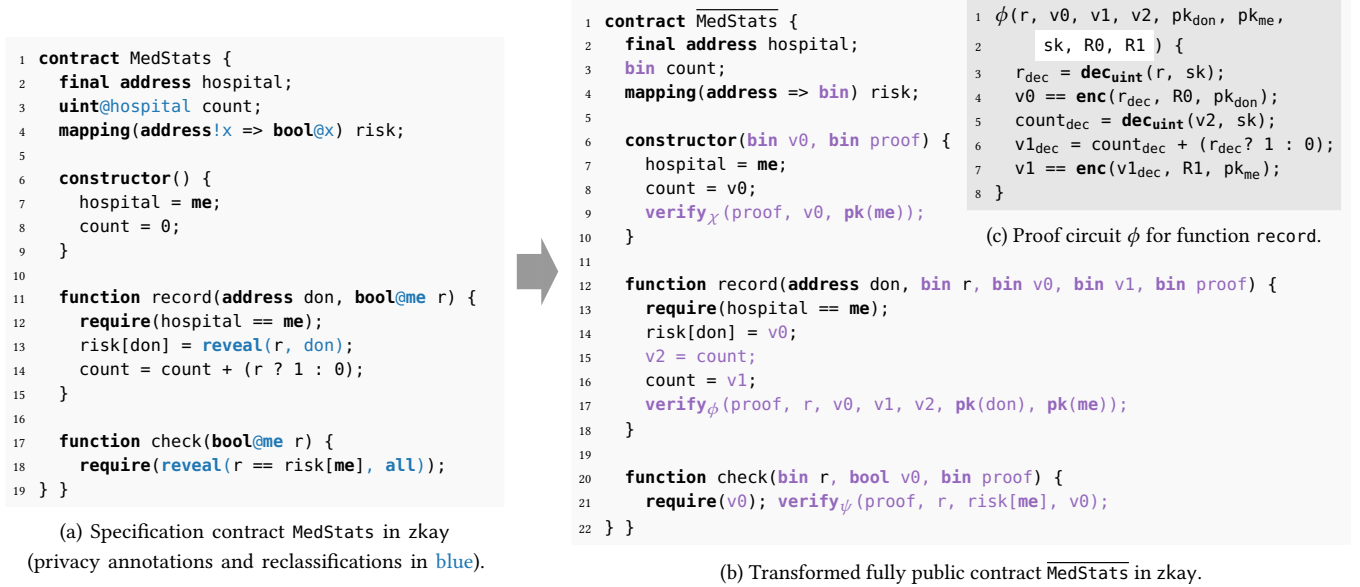 1 contract MedStats {
2 final address hospital;
3 uint@hospital count;
4 mapping(address!x => bool@x) risk;
5
6 constructor() {
7 hospital = me;
8 count = 0;
9 }
10
11 function record(address don, bool@me r) {
12 require(hospital == me);
13 risk[don] = reveal(r, don);
14 count = count + (r ? 1 : 0);
15 }
16
17 function check(bool@me r) {
18 require(reveal(r == risk[me], all));
19 } }
(a) Specification contract MedStats in zkay
(privacy annotations and reclassifications in blue).
1 contract M̅e̅d̅S̅t̅a̅t̅s̅ {
2 final address hospital;
3 bin count;
4 mapping(address => bin) risk;
5
6 constructor(bin v0, bin proof) {
7 hospital = me;
8 count = v0;
9 verifyχ(proof, v0, pk(me));
10 }
11
12 function record(address don, bin r, bin v0, bin v1, bin proof) {
13 require(hospital == me);
14 risk[don] = v0;
15 v2 = count;
16 count = v1;
17 verifyϕ(proof, r, v0, v1, v2, pk(don), pk(me));
18 }
19
20 function check(bin r, bool v0, bin proof) {
21 require(v0); verifyψ(proof, r, risk[me], v0);
22 } }
(b) Transformed fully public contract M̅e̅d̅S̅t̅a̅t̅s̅ in zkay.
1 ϕ(r, v0, v1, v2, pkdon, pkme,
2 sk, R0, R1) {
3 rdec = decuint(r, sk);
4 v0 == enc(rdec, R0, pkdon);
5 countdec = decuint(v2, sk);
6 v1dec = countdec + (rdec? 1 : 0);
7 v1 == enc(v1dec, R1, pkme);
8 }
(c) Proof circuit ϕ for function record.